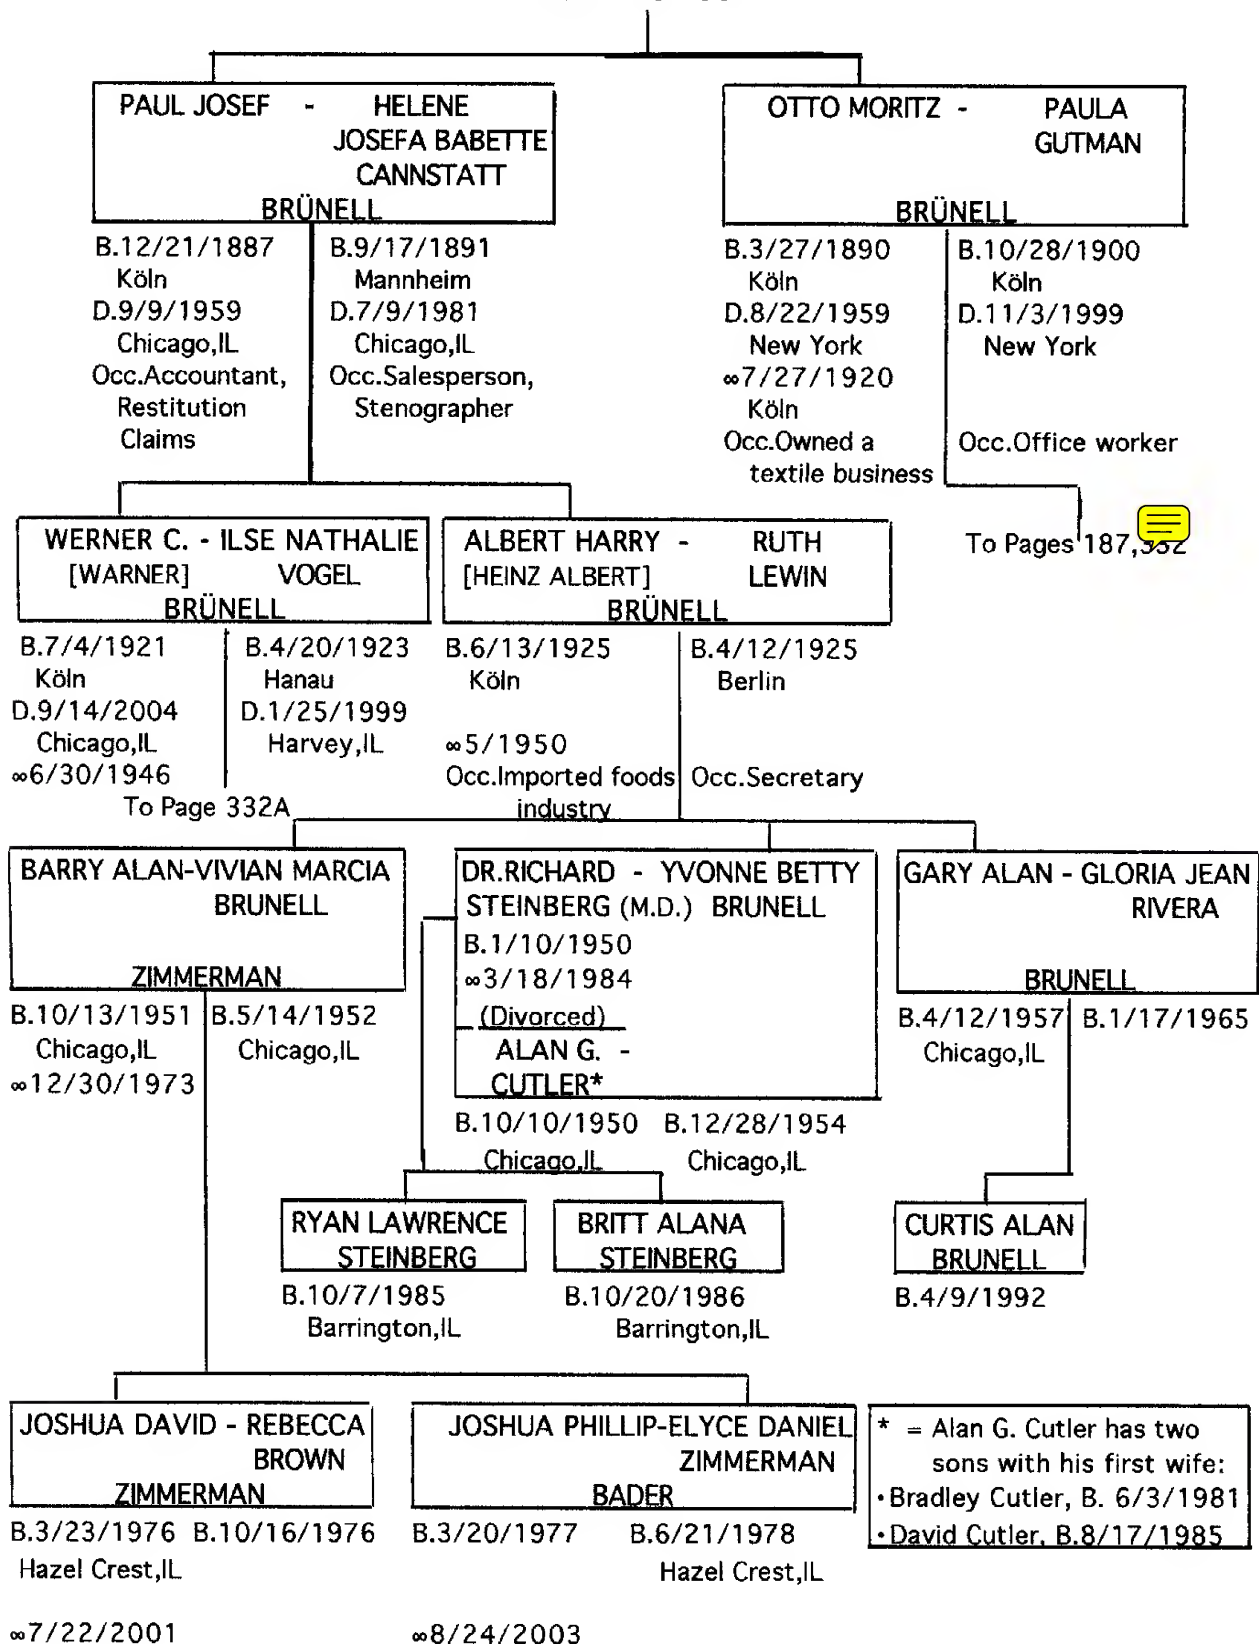 PAUL JOSEF - HELENE
JOSEFA BABETTE
CANNSTATT
BRÜNELL
B.12/21/1887
Köln
D.9/9/1959
Chicago,IL
Occ.Accountant,
Restitution
Claims
B.9/17/1891
Mannheim
D.7/9/1981
Chicago,IL
Occ.Salesperson,
Stenographer
OTTO MORITZ - PAULA
GUTMAN
BRÜNELL
B.3/27/1890
Köln
D.8/22/1959
New York
∞7/27/1920
Köln
Occ.Owned a
textile business
B.10/28/1900
Köln
D.11/3/1999
New York
Occ.Office worker
To Pages 187,
WERNER C. - ILSE NATHALIE
[WARNER] VOGEL
BRÜNELL
B.7/4/1921
Köln
D.9/14/2004
Chicago,IL
∞6/30/1946
B.4/20/1923
Hanau
D.1/25/1999
Harvey,IL
To Page 332A
ALBERT HARRY - RUTH
[HEINZ ALBERT] LEWIN
BRÜNELL
B.6/13/1925
Köln
∞5/1950
Occ.Imported foods
industry
B.4/12/1925
Berlin
Occ.Secretary
BARRY ALAN-VIVIAN MARCIA
BRUNELL
ZIMMERMAN
B.10/13/1951
Chicago,IL
∞12/30/1973
B.5/14/1952
Chicago,IL
DR.RICHARD - YVONNE BETTY
STEINBERG (M.D.) BRUNELL
B.1/10/1950
∞3/18/1984
(Divorced)
ALAN G. -
CUTLER*
B.10/10/1950
Chicago,IL
B.12/28/1954
Chicago,IL
GARY ALAN - GLORIA JEAN
RIVERA
BRUNELL
B.4/12/1957
Chicago,IL
B.1/17/1965
RYAN LAWRENCE
STEINBERG
B.10/7/1985
Barrington,IL
BRITT ALANA
STEINBERG
B.10/20/1986
Barrington,IL
CURTIS ALAN
BRUNELL
B.4/9/1992
JOSHUA DAVID - REBECCA
BROWN
ZIMMERMAN
B.3/23/1976
Hazel Crest,IL
B.10/16/1976
∞7/22/2001
JOSHUA PHILLIP-ELYCE DANIEL
ZIMMERMAN
BADER
B.3/20/1977
B.6/21/1978
Hazel Crest,IL
∞8/24/2003
* = Alan G. Cutler has two
sons with his first wife:
•Bradley Cutler, B. 6/3/1981
•David Cutler, B.8/17/1985